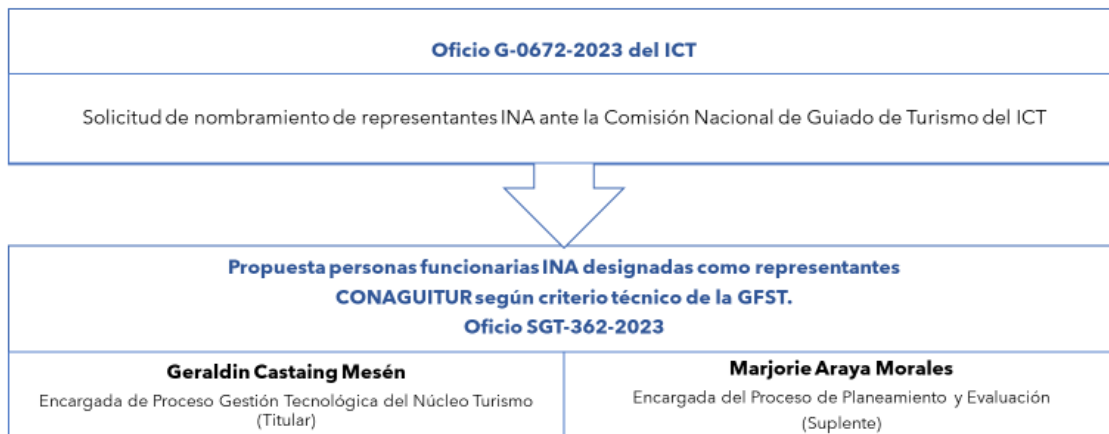 Oficio G-0672-2023 del ICT
Solicitud de nombramiento de representantes INA ante la Comisión Nacional de Guiado de Turismo del ICT
Propuesta personas funcionarias INA designadas como representantes
CONAGUITUR según criterio técnico de la GFST.
Oficio SGT-362-2023
Geraldin Castaing Mesén
Encargada de Proceso Gestión Tecnológica del Núcleo Turismo
(Titular)
Marjorie Araya Morales
Encargada del Proceso de Planeamiento y Evaluación
(Suplente)